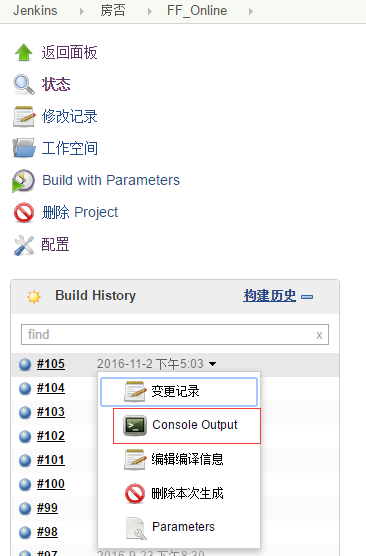 Jenkins 房否 FF_Online
返回面板
状态
修改记录
工作空间
Build with Parameters
删除 Project
配置
Build History 构建历史
find x
#105 2016-11-2 下午5:03
#104 变更记录
#103 Console Output
#102
#101 编辑编译信息
#100 删除本次生成
#99
#98 Parameters
#97 2016-9-23 下午8:30